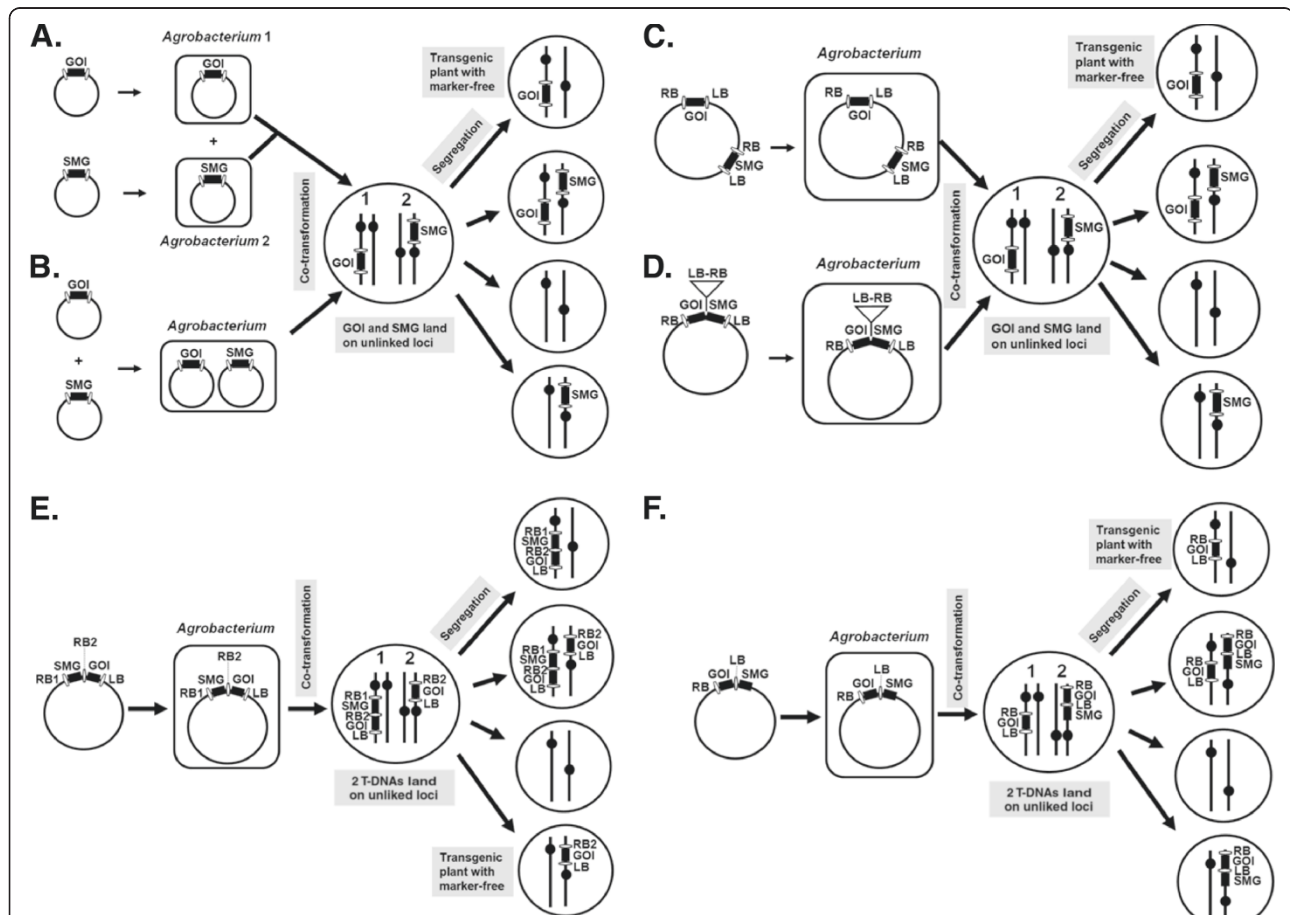 A.
GOI
Agrobacterium 1
GOI
+
SMG
SMG
Agrobacterium 2
B.
GOI
+
SMG
Agrobacterium
GOI
SMG
Co-transformation
1 2
GOI
SMG
GOI and SMG land
on unlinked loci
Segregation
Transgenic
plant with
marker-free
GOI
SMG
GOI
SMG
C.
RB LB
GOI
RB
SMG
LB
Agrobacterium
RB LB
GOI
RB
SMG
LB
D.
LB-RB
GOI SMG
RB LB
Agrobacterium
LB-RB
GOI SMG
RB LB
Co-transformation
1 2
GOI
SMG
GOI and SMG land
on unlinked loci
Segregation
Transgenic
plant with
marker-free
GOI
SMG
GOI
SMG
E.
RB2
SMG GOI
RB1 LB
Agrobacterium
RB2
SMG GOI
RB1 LB
Co-transformation
1 2
RB1
SMG
RB2
GOI
LB
RB2
GOI
LB
2 T-DNAs land
on unliked loci
Segregation
RB1
SMG
RB2
GOI
LB
RB1
SMG
RB2
GOI
LB
RB2
GOI
LB
Transgenic
plant with
marker-free
RB2
GOI
LB
F.
LB
GOI SMG
RB
Agrobacterium
LB
GOI SMG
RB
Co-transformation
1 2
RB
GOI
LB
RB
GOI
LB
SMG
2 T-DNAs land
on unliked loci
Segregation
Transgenic
plant with
marker-free
RB
GOI
LB
RB
GOI
LB
RB
GOI
LB
SMG
RB
GOI
LB
SMG